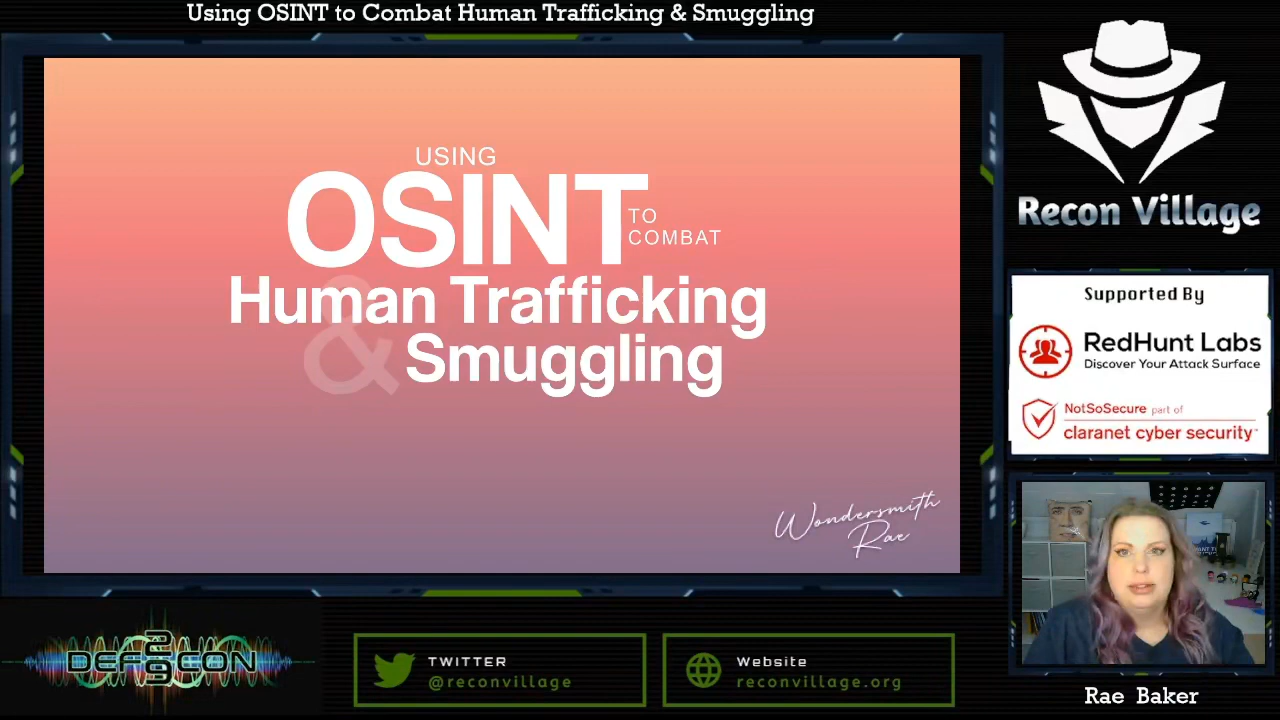 Using OSINT to Combat Human Trafficking & Smuggling
USING
OSINT
TO
COMBAT
Human Trafficking
& Smuggling
Wondersmith
Rae
Recon Village
Supported By
RedHunt Labs
Discover Your Attack Surface
NotSoSecure part of
claranet cyber security
Rae Baker
DEF CON
29
TWITTER
@reconvillage
Website
reconvillage.org